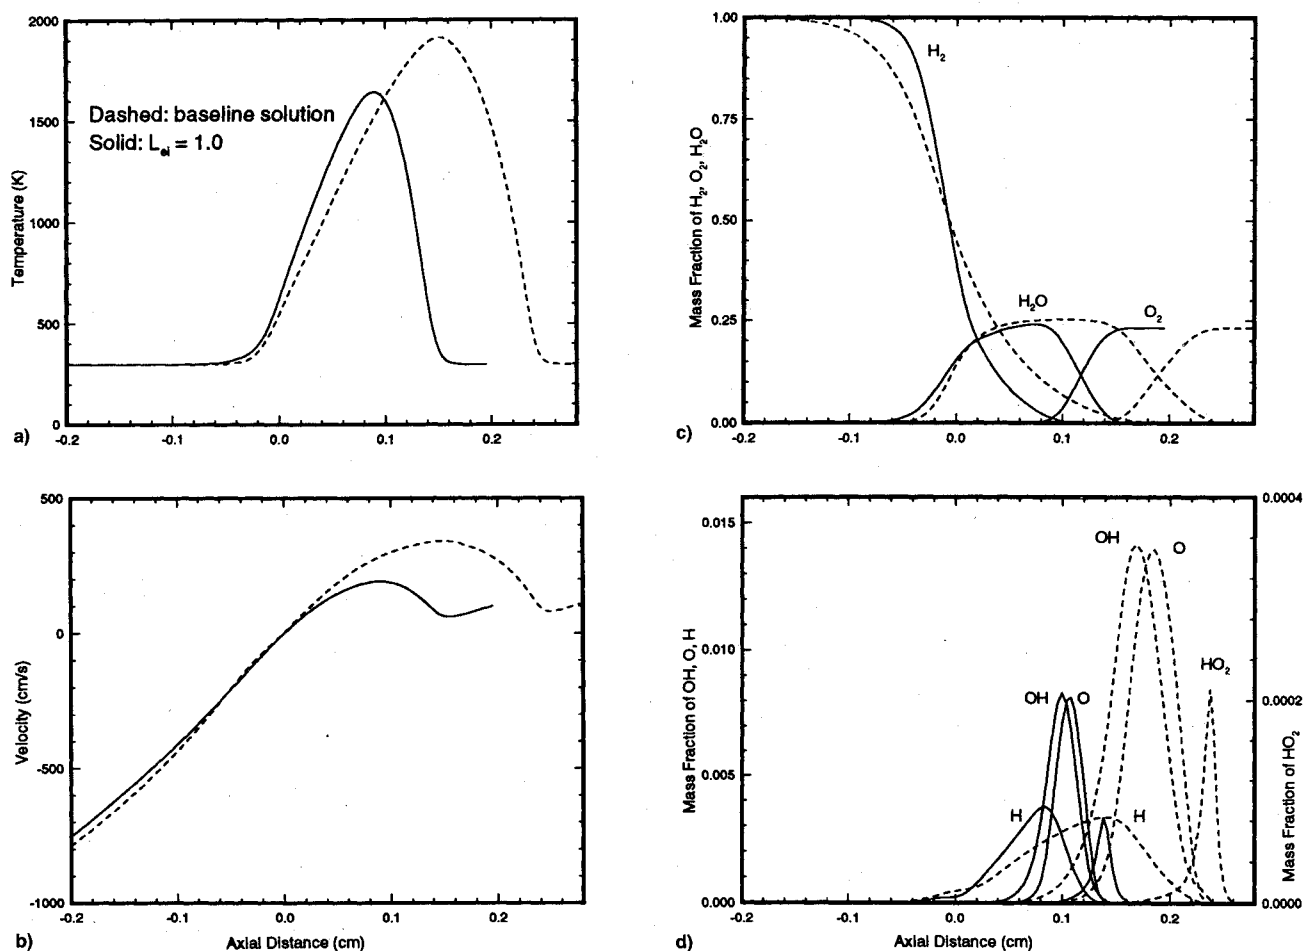 2000
1500
1000
500
0
Temperature (K)
Dashed: baseline solution
Solid: Lei = 1.0
-0.2
-0.1
0.0
0.1
0.2
a)
1.00
0.75
0.50
0.25
0.00
Mass Fraction of H2, O2, H2O
H2
H2O
O2
-0.2
-0.1
0.0
0.1
0.2
c)
500
0
-500
-1000
Velocity (cm/s)
-0.2
-0.1
0.0
0.1
0.2
Axial Distance (cm)
b)
0.015
0.010
0.005
0.000
Mass Fraction of OH, O, H
OH
O
HO2
OH
O
H
H
0.0004
0.0002
0.0000
Mass Fraction of HO2
-0.2
-0.1
0.0
0.1
0.2
Axial Distance (cm)
d)